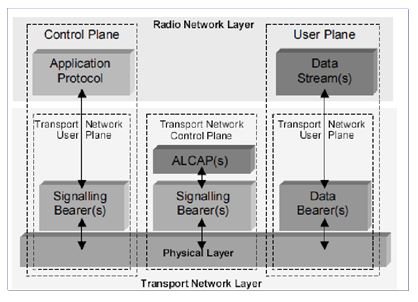 Radio Network Layer
Control Plane
User Plane
Application
Protocol
Data
Stream(s)
Transport Network
User Plane
Transport Network
Control Plane
Transport Network
User Plane
ALCAP(s)
Signalling
Bearer(s)
Signalling
Bearer(s)
Data
Bearer(s)
Physical Layer
Transport Network Layer